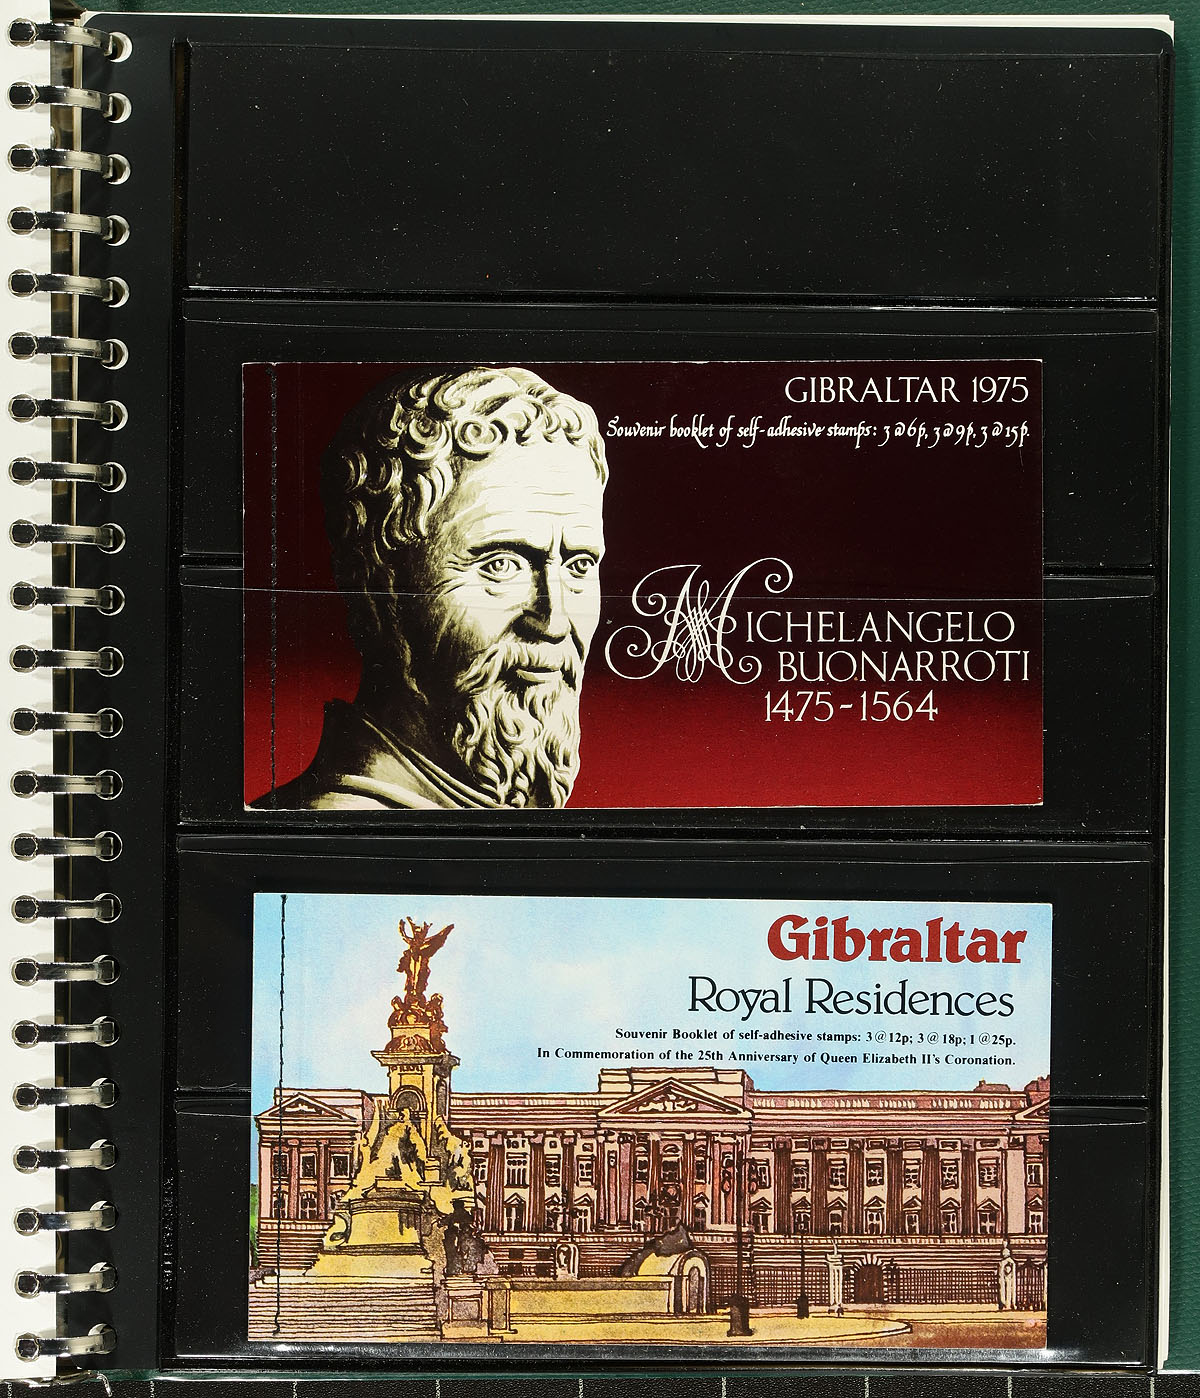 GIBRALTAR 1975
Souvenir booklet of self-adhesive stamps: 3 @ 6p, 3 @ 9p, 3 @ 15p.
MICHELANGELO
BUONARROTI
1475-1564
Gibraltar
Royal Residences
Souvenir Booklet of self-adhesive stamps: 3 @ 12p; 3 @ 18p; 1 @ 25p.
In Commemoration of the 25th Anniversary of Queen Elizabeth II's Coronation.